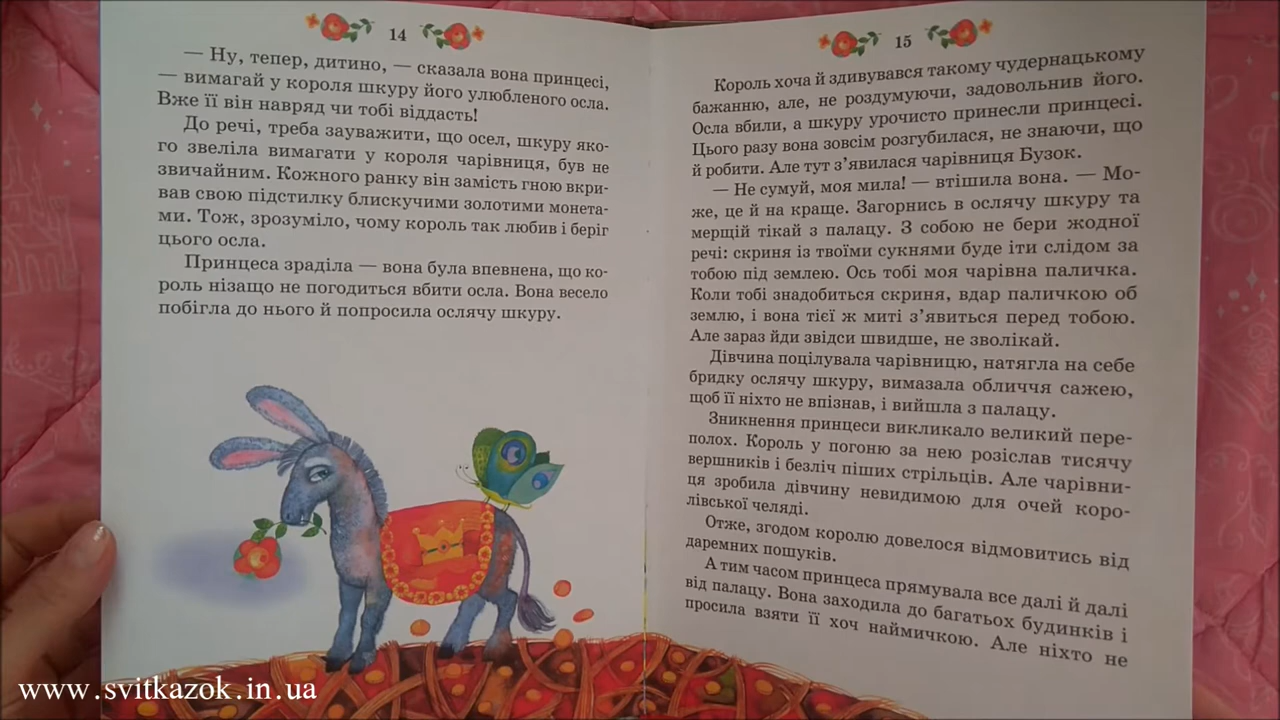 14
— Ну, тепер, дитино, — сказала вона принцесі,
— вимагай у короля шкуру його улюбленого осла.
Вже її він навряд чи тобі віддасть!
До речі, треба зауважити, що осел, шкуру яко-
го звеліла вимагати у короля чарівниця, був не
звичайним. Кожного ранку він замість гною вкри-
вав свою підстилку блискучими золотими монета-
ми. Тож, зрозуміло, чому король так любив і беріг
цього осла.
Принцеса зраділа — вона була впевнена, що ко-
роль нізащо не погодиться вбити осла. Вона весело
побігла до нього й попросила ослячу шкуру.
15
Король хоча й здивувався такому чудернацькому
бажанню, але, не роздумуючи, задовольнив його.
Осла вбили, а шкуру урочисто принесли принцесі.
Цього разу вона зовсім розгубилася, не знаючи, що
й робити. Але тут з’явилася чарівниця Бузок.
— Не сумуй, моя мила! — втішила вона. — Мо-
же, це й на краще. Загорнись в ослячу шкуру та
мерщій тікай з палацу. З собою не бери жодної
речі: скриня із твоїми сукнями буде іти слідом за
тобою під землею. Ось тобі моя чарівна паличка.
Коли тобі знадобиться скриня, вдар паличкою об
землю, і вона тієї ж миті з’явиться перед тобою.
Але зараз йди звідси швидше, не зволікай.
Дівчина поцілувала чарівницю, натягла на себе
бридку ослячу шкуру, вимазала обличчя сажею,
щоб її ніхто не впізнав, і вийшла з палацу.
Зникнення принцеси викликало великий пере-
полох. Король у погоню за нею розіслав тисячу
вершників і безліч піших стрільців. Але чарівни-
ця зробила дівчину невидимою для очей коро-
лівської челяді.
Отже, згодом королю довелося відмовитись від
даремних пошуків.
А тим часом принцеса прямувала все далі й далі
від палацу. Вона заходила до багатьох будинків і
просила взяти її хоч наймичкою. Але ніхто не
www.svitkazok.in.ua